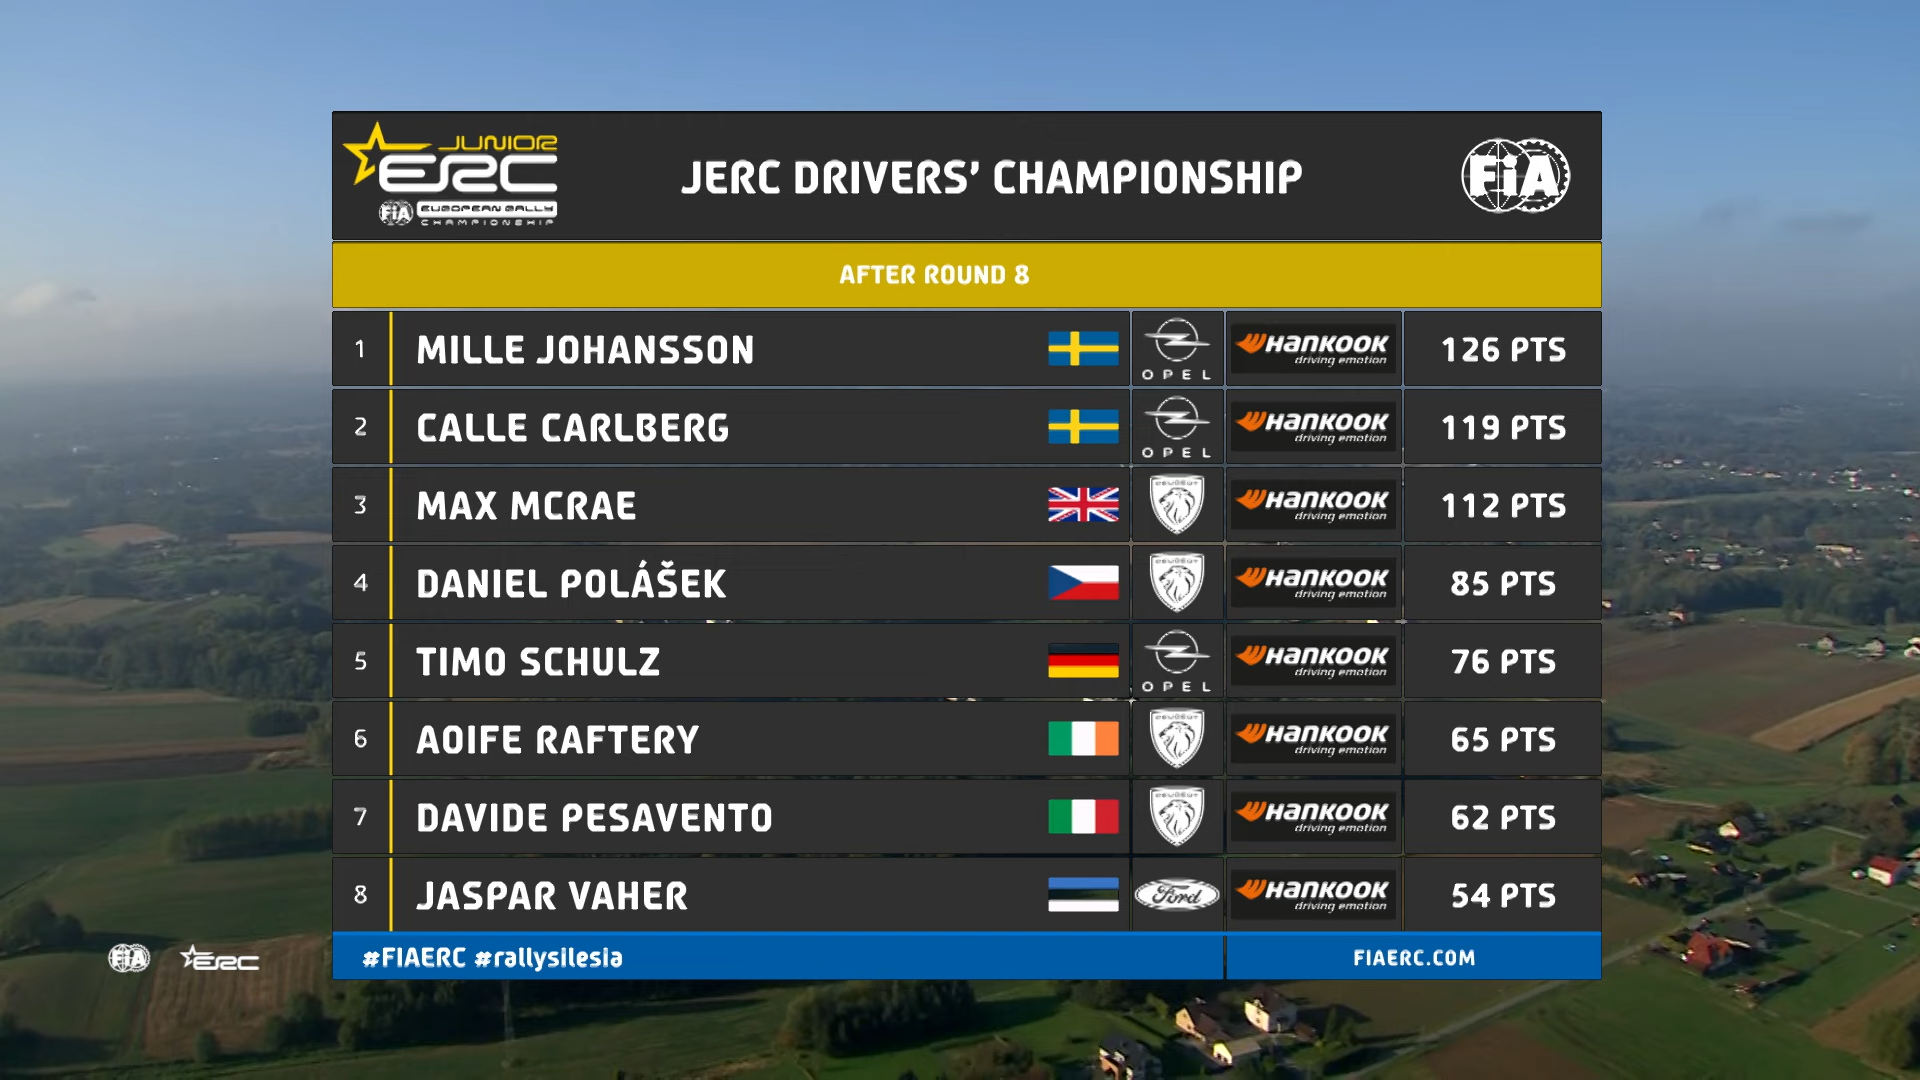 JUNIOR
ERC
FIA EUROPEAN RALLY
CHAMPIONSHIP
JERC DRIVERS' CHAMPIONSHIP
FiA
AFTER ROUND 8
1 MILLE JOHANSSON OPEL HANKOOK driving emotion 126 PTS
2 CALLE CARLBERG OPEL HANKOOK driving emotion 119 PTS
3 MAX MCRAE PEUGEOT HANKOOK driving emotion 112 PTS
4 DANIEL POLÁŠEK PEUGEOT HANKOOK driving emotion 85 PTS
5 TIMO SCHULZ OPEL HANKOOK driving emotion 76 PTS
6 AOIFE RAFTERY PEUGEOT HANKOOK driving emotion 65 PTS
7 DAVIDE PESAVENTO PEUGEOT HANKOOK driving emotion 62 PTS
8 JASPAR VAHER Ford HANKOOK driving emotion 54 PTS
FiA ERC #FIAERC #rallysilesia FIAERC.COM